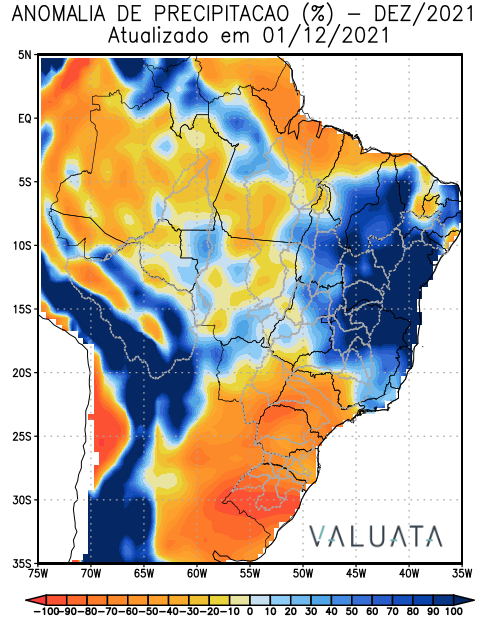 ANOMALIA DE PRECIPITACAO (%) – DEZ/2021
Atualizado em 01/12/2021
5N
EQ
5S
10S
15S
20S
25S
30S
35S
VALUATA
75W 70W 65W 60W 55W 50W 45W 40W 35W
-100 -90 -80 -70 -60 -50 -40 -30 -20 -10 0 10 20 30 40 50 60 70 80 90 100